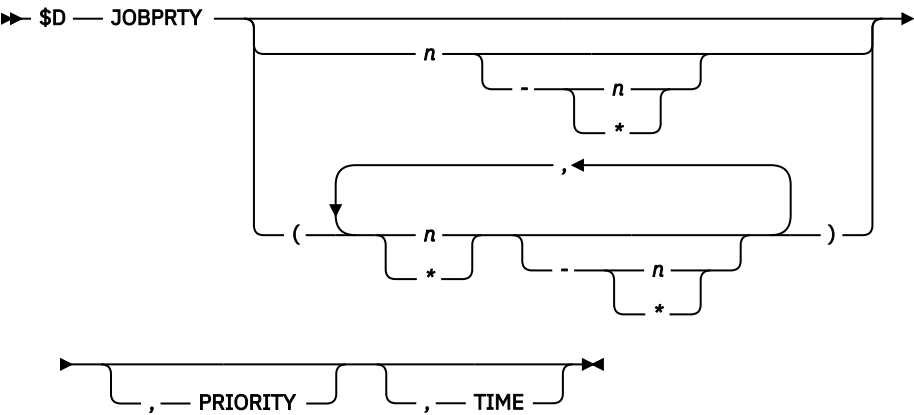 $D JOBPRTY
n
- n
*
,
( n )
* - n
*
, PRIORITY , TIME